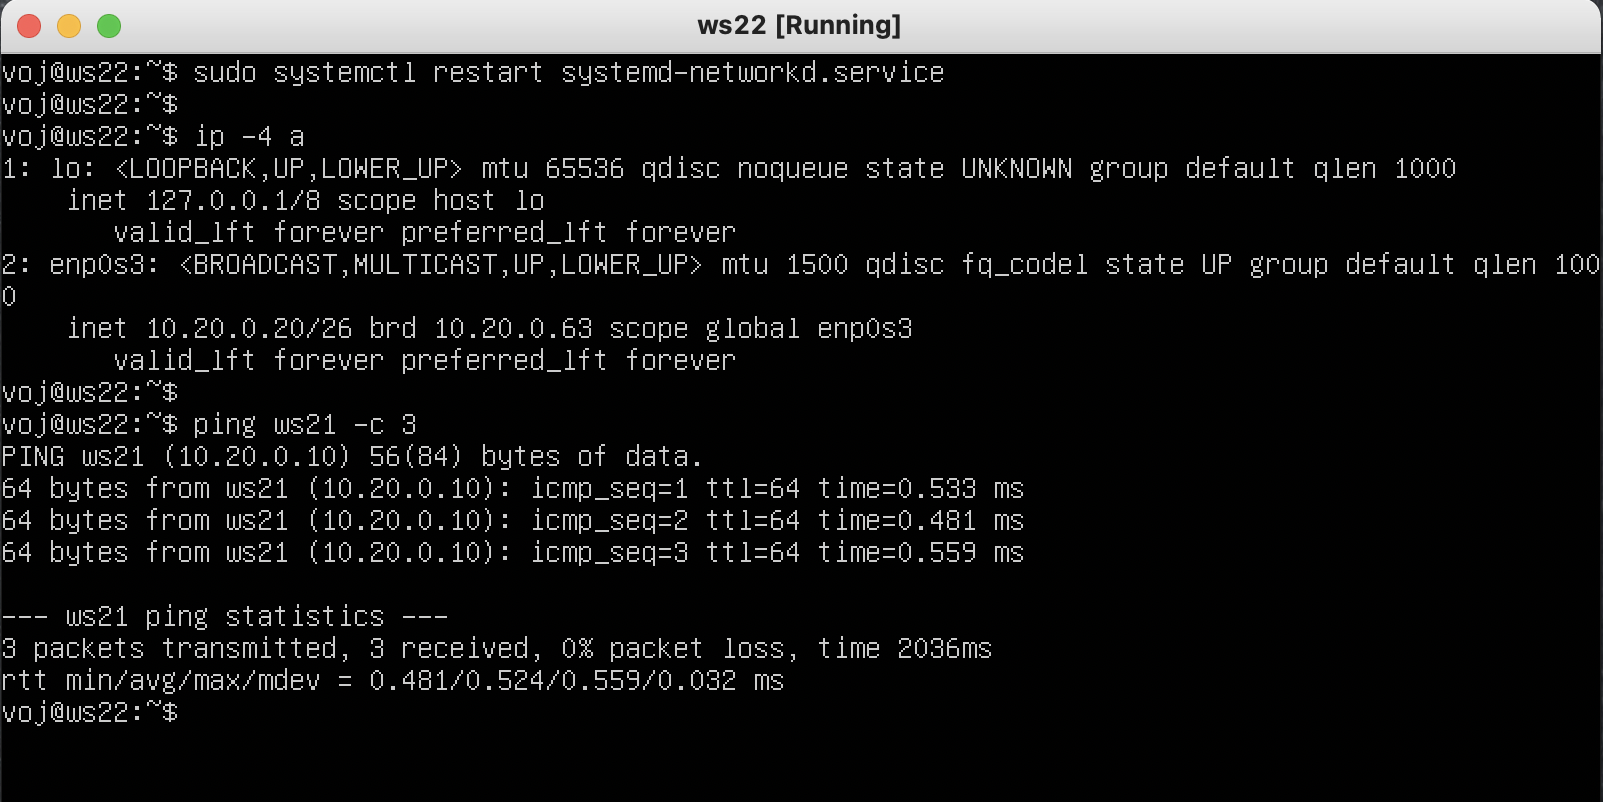 ws22 [Running]
voj@ws22:~$ sudo systemctl restart systemd-networkd.service
voj@ws22:~$
voj@ws22:~$ ip -4 a
1: lo: <LOOPBACK,UP,LOWER_UP> mtu 65536 qdisc noqueue state UNKNOWN group default qlen 1000
    inet 127.0.0.1/8 scope host lo
       valid_lft forever preferred_lft forever
2: enp0s3: <BROADCAST,MULTICAST,UP,LOWER_UP> mtu 1500 qdisc fq_codel state UP group default qlen 100
0
    inet 10.20.0.20/26 brd 10.20.0.63 scope global enp0s3
       valid_lft forever preferred_lft forever
voj@ws22:~$
voj@ws22:~$ ping ws21 -c 3
PING ws21 (10.20.0.10) 56(84) bytes of data.
64 bytes from ws21 (10.20.0.10): icmp_seq=1 ttl=64 time=0.533 ms
64 bytes from ws21 (10.20.0.10): icmp_seq=2 ttl=64 time=0.481 ms
64 bytes from ws21 (10.20.0.10): icmp_seq=3 ttl=64 time=0.559 ms

--- ws21 ping statistics ---
3 packets transmitted, 3 received, 0% packet loss, time 2036ms
rtt min/avg/max/mdev = 0.481/0.524/0.559/0.032 ms
voj@ws22:~$